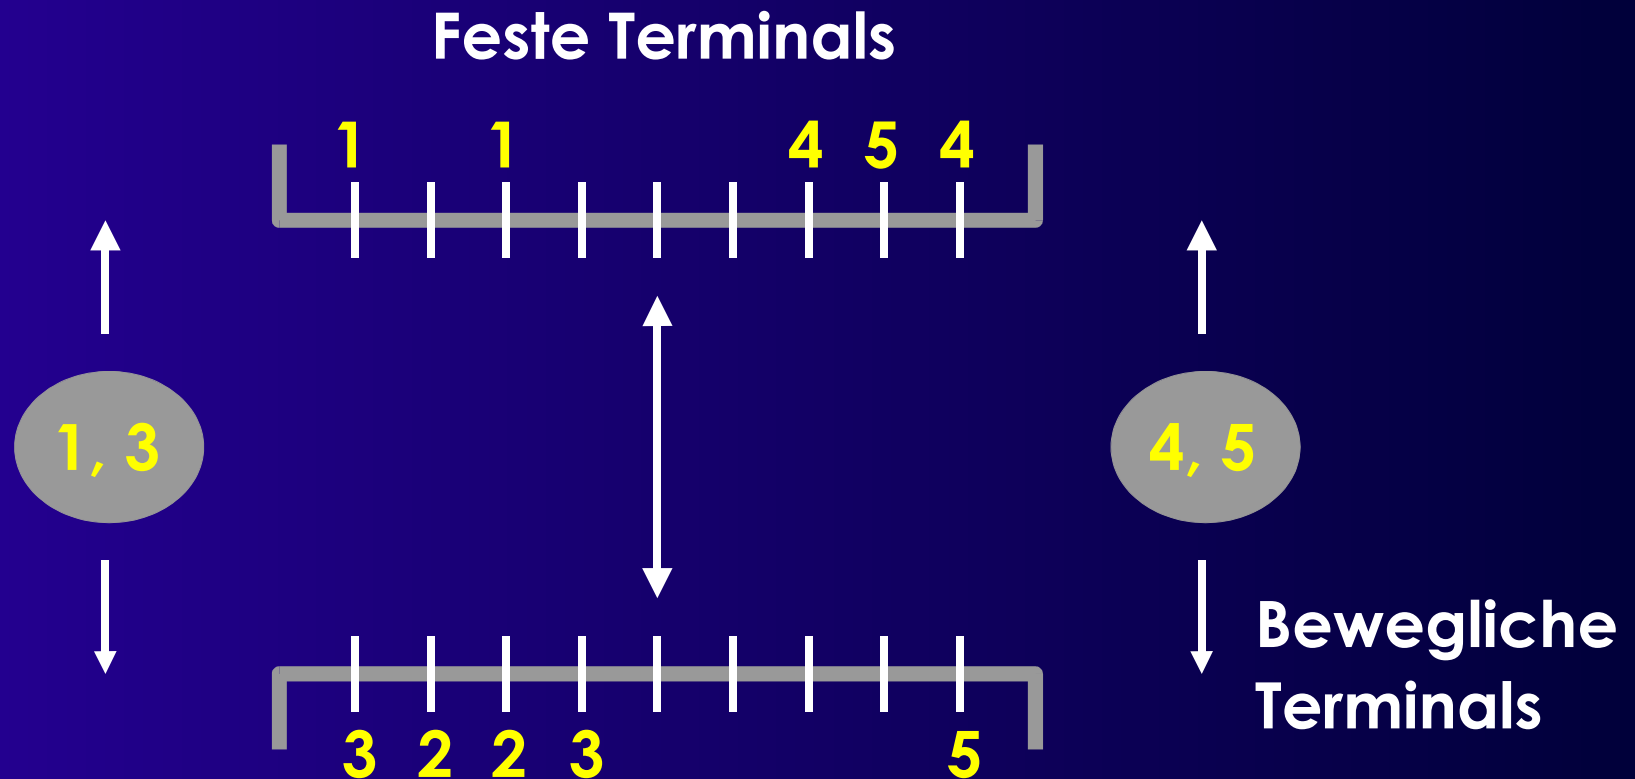 Feste Terminals
1 1 4 5 4
1, 3
4, 5
Bewegliche
Terminals
3 2 2 3 5